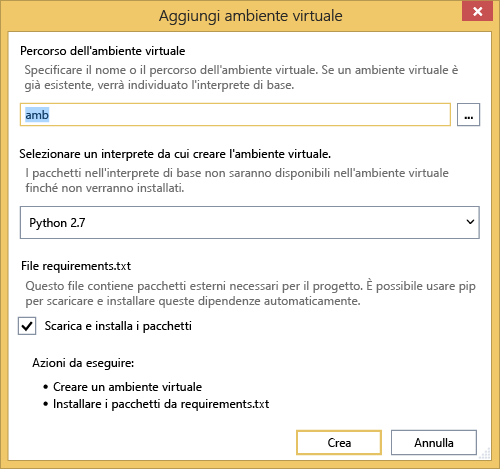 Aggiungi ambiente virtuale
Percorso dell'ambiente virtuale
Specificare il nome o il percorso dell'ambiente virtuale. Se un ambiente virtuale è
già esistente, verrà individuato l'interprete di base.
amb
...
Selezionare un interprete da cui creare l'ambiente virtuale.
I pacchetti nell'interprete di base non saranno disponibili nell'ambiente virtuale
finché non verranno installati.
Python 2.7
File requirements.txt
Questo file contiene pacchetti esterni necessari per il progetto. È possibile usare pip
per scaricare e installare queste dipendenze automaticamente.
Scarica e installa i pacchetti
Azioni da eseguire:
• Creare un ambiente virtuale
• Installare i pacchetti da requirements.txt
Crea
Annulla